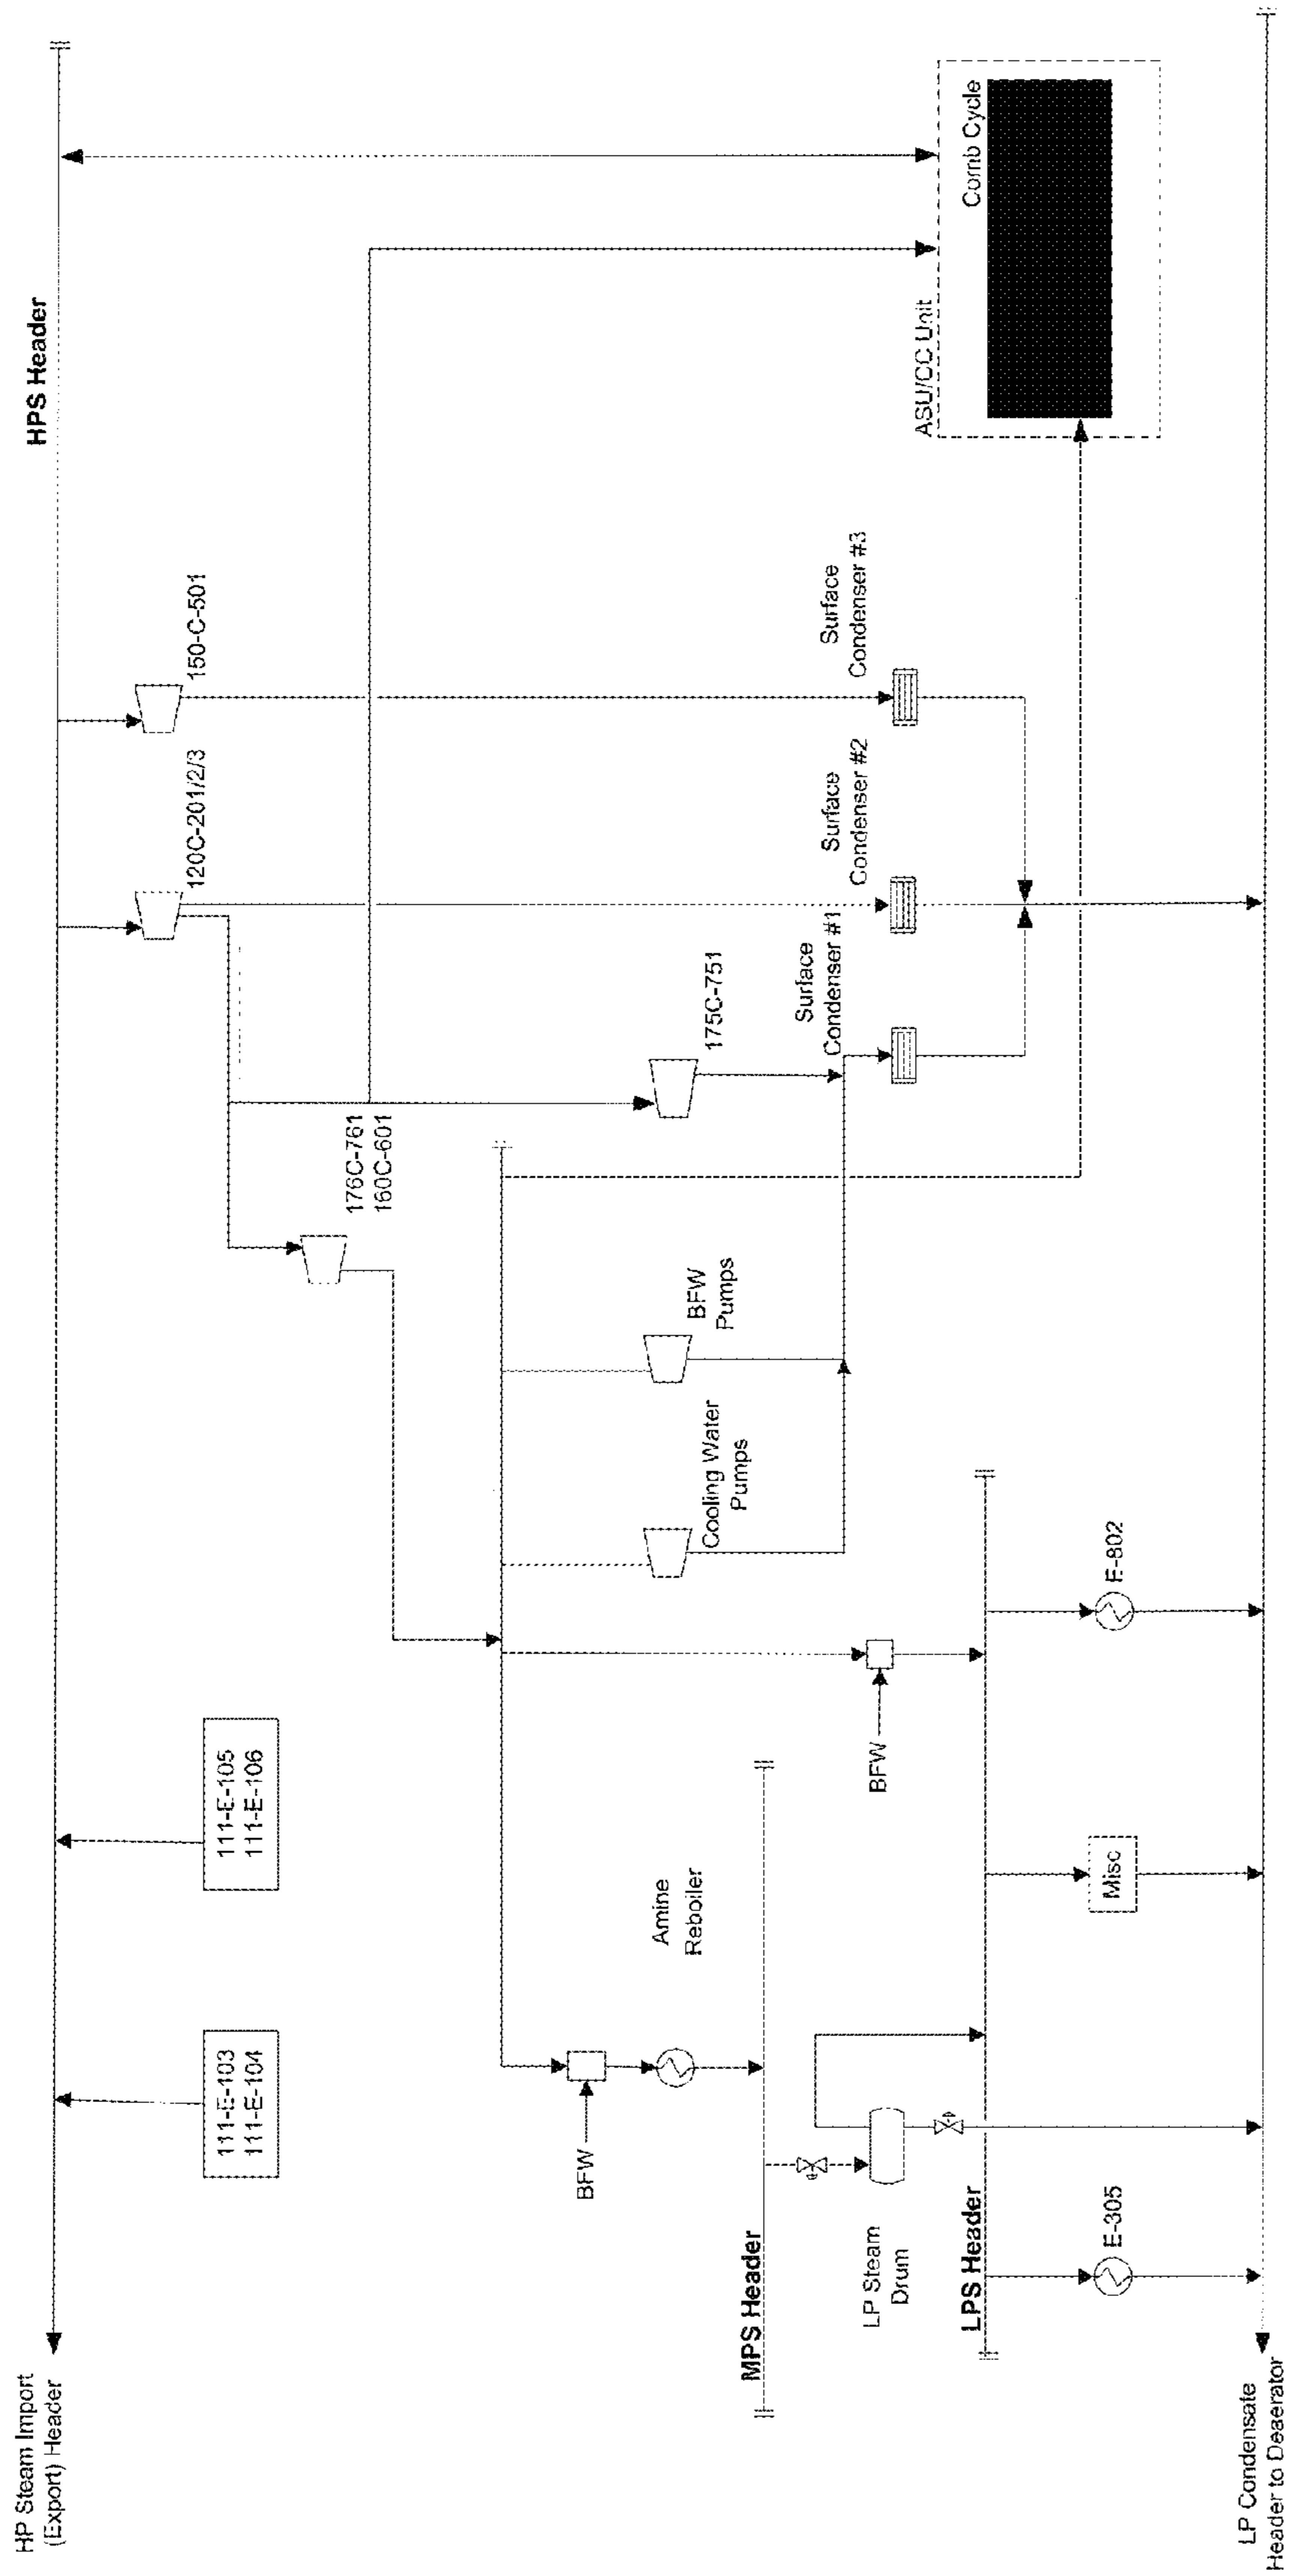 HP Steam Import
(Export) Header
HPS Header
111-E-103
111-E-104
111-E-105
111-E-106
120C-201/2/3
150-C-501
176C-761
160C-601
175C-751
BFW
Amine
Reboiler
Cooling Water
Pumps
BFW
Pumps
MPS Header
LP Steam
Drum
BFW
Surface
Condenser #1
Surface
Condenser #2
Surface
Condenser #3
ASU/CC Unit
Comb Cycle
LPS Header
E-305
Misc
E-802
LP Condensate
Header to Deaerator